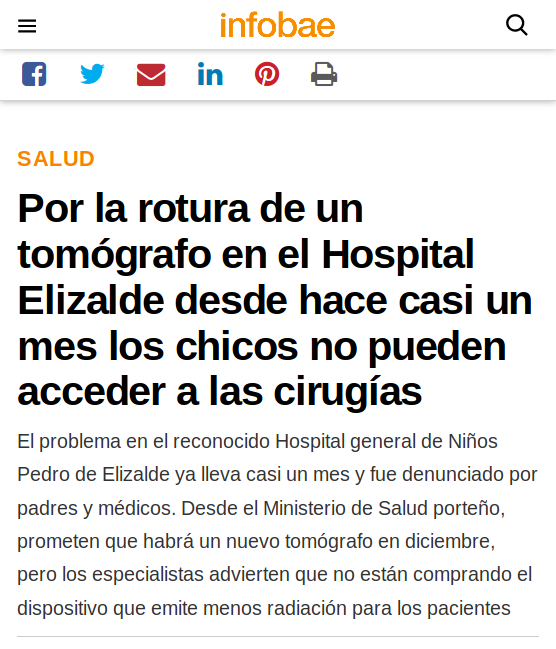 infobae
SALUD
Por la rotura de un
tomógrafo en el Hospital
Elizalde desde hace casi un
mes los chicos no pueden
acceder a las cirugías
El problema en el reconocido Hospital general de Niños
Pedro de Elizalde ya lleva casi un mes y fue denunciado por
padres y médicos. Desde el Ministerio de Salud porteño,
prometen que habrá un nuevo tomógrafo en diciembre,
pero los especialistas advierten que no están comprando el
dispositivo que emite menos radiación para los pacientes